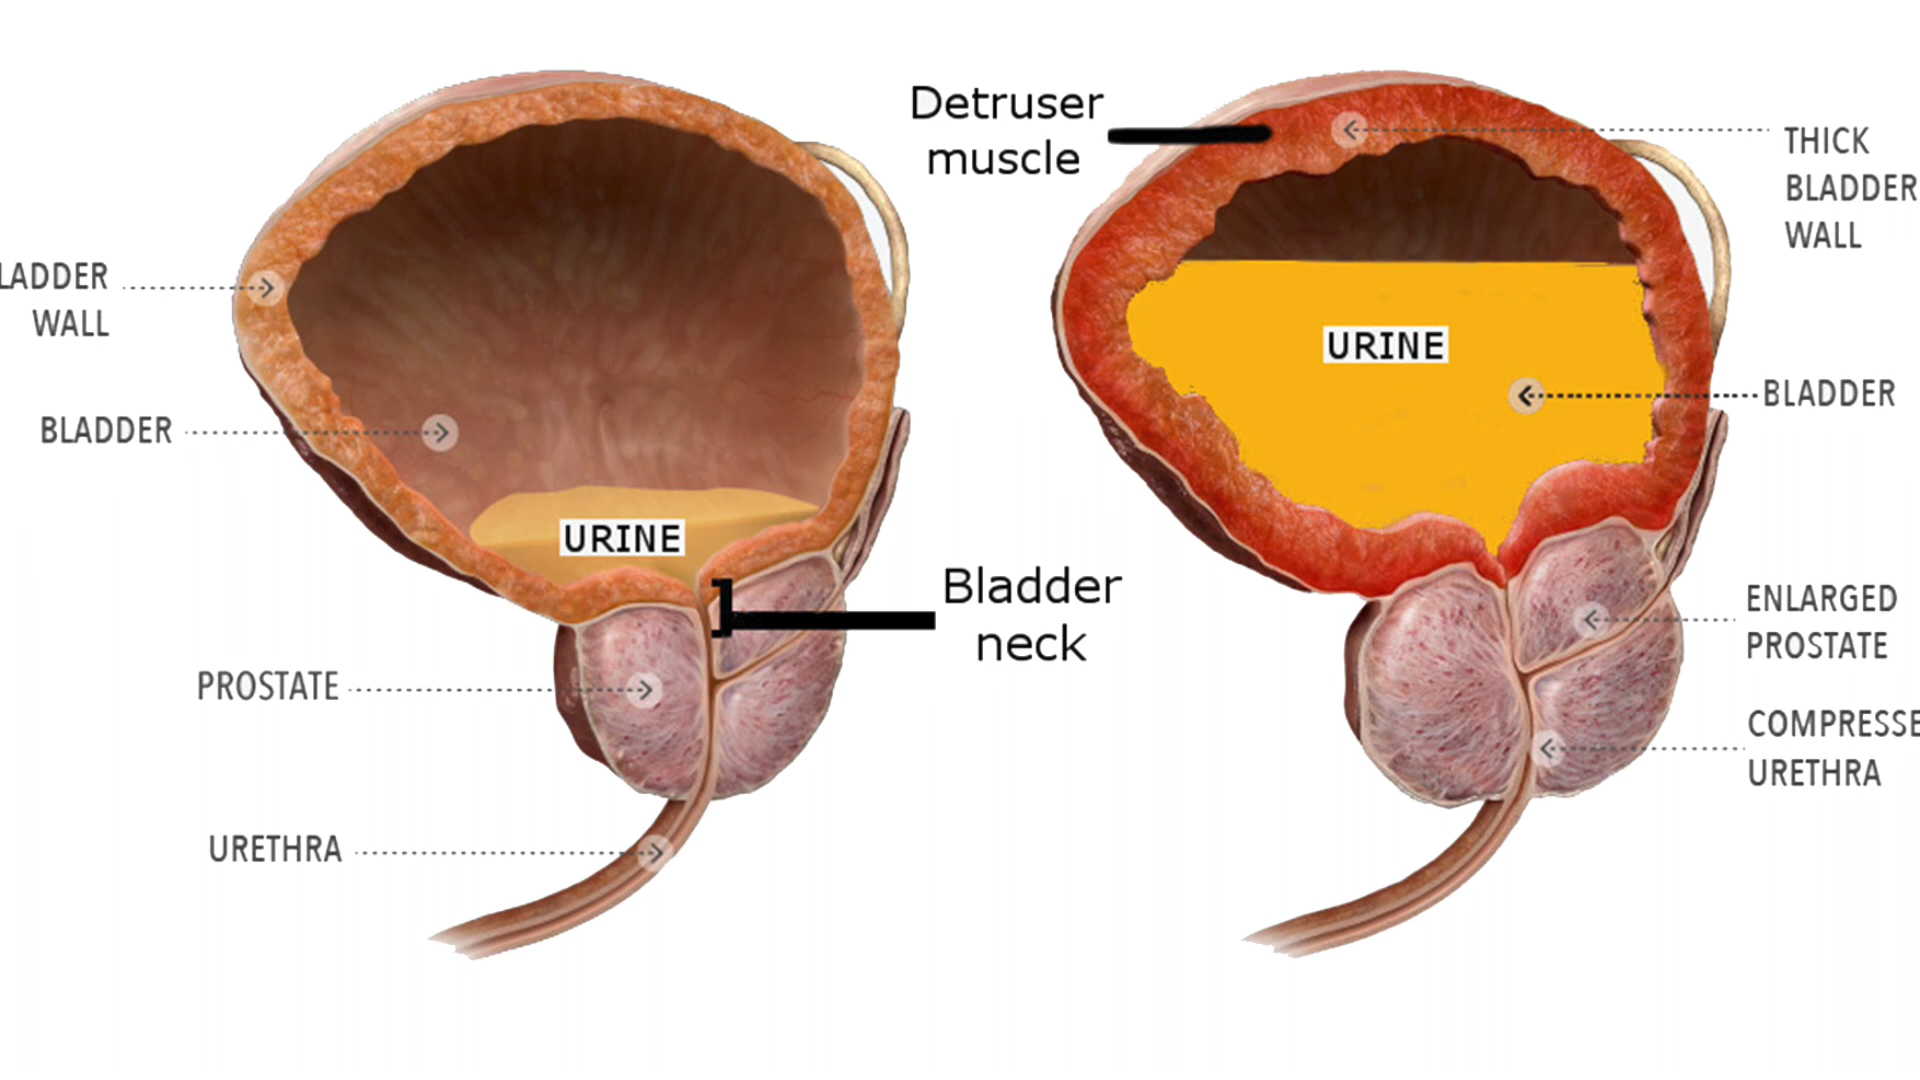 LADDER
WALL
BLADDER
URINE
PROSTATE
URETHRA
Detruser
muscle
Bladder
neck
THICK
BLADDER
WALL
URINE
BLADDER
ENLARGED
PROSTATE
COMPRESSE
URETHRA